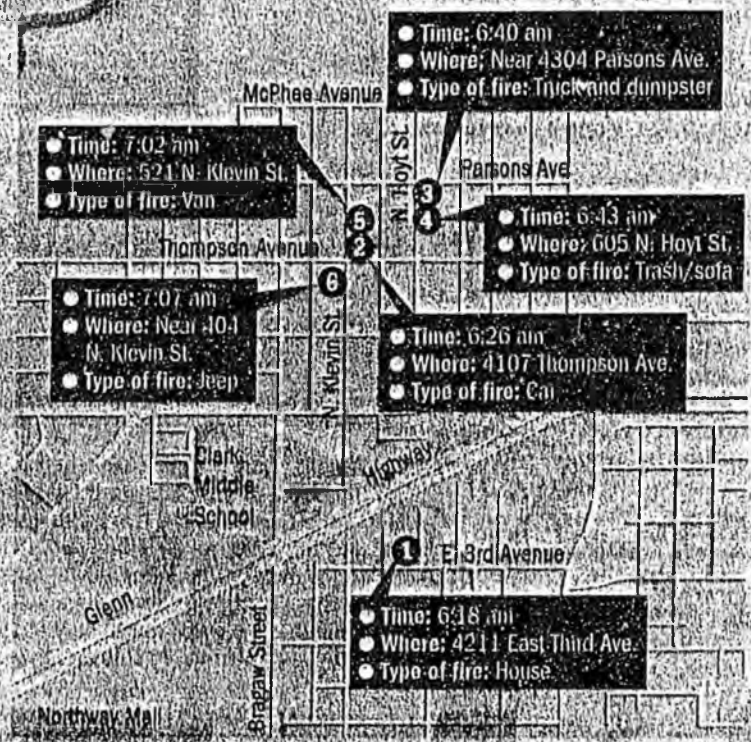 Time: 6:40 am
Where: Near 4304 Parsons Ave.
Type of fire: Truck and dumpster
McPhee Avenue
N. Hoyt St.
Time: 7:02 am
Where: 521 N. Klevin St.
Type of fire: Van
Parsons Ave
3
4
5
2
Time: 6:43 am
Where: 605 N. Hoyt St.
Type of fire: Trash/sofa
Thompson Avenue
6
Time: 7:07 am
Where: Near 404
N. Klevin St.
Type of fire: Jeep
N. Klevin St.
Time: 6:26 am
Where: 4107 Thompson Ave.
Type of fire: Car
Clark
Middle
School
Glenn
Highway
1
E. 3rd Avenue
Time: 6:18 am
Where: 4211 East Third Ave.
Type of fire: House
Bragaw Street
Northway Mall